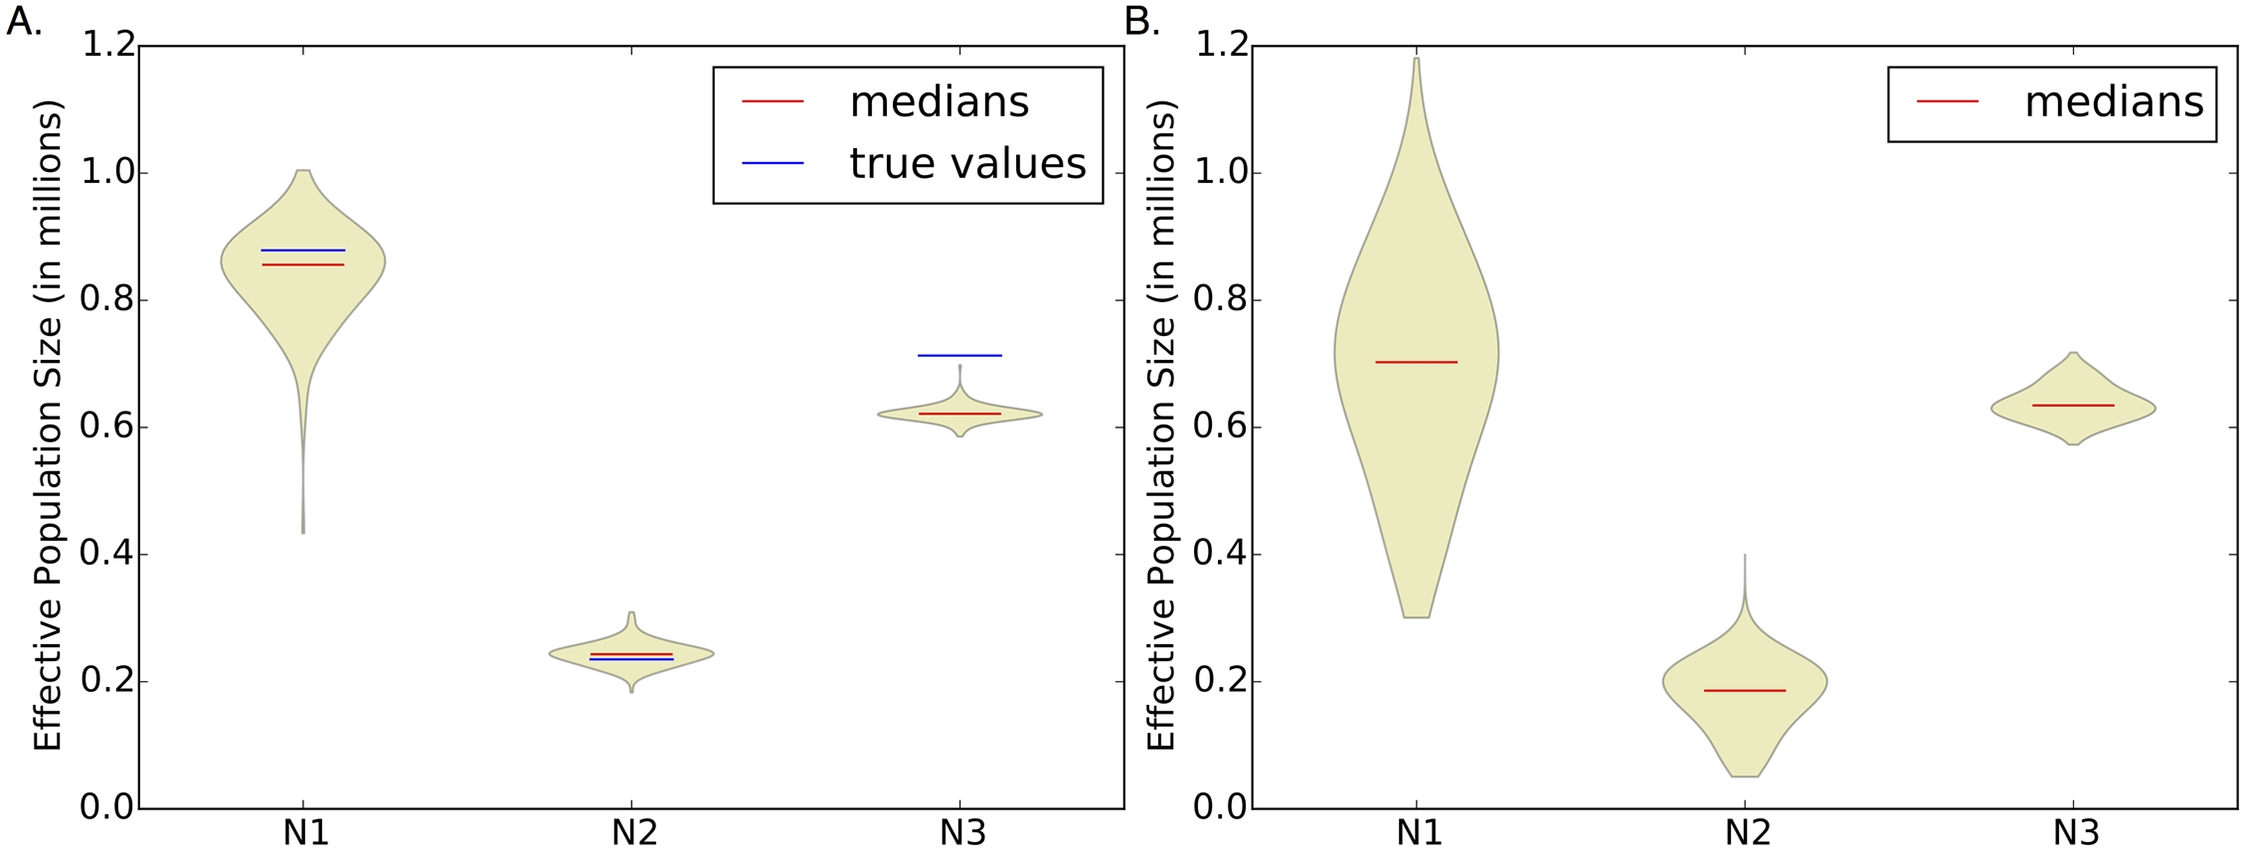 A.
Effective Population Size (in millions)
1.2
1.0
0.8
0.6
0.4
0.2
0.0
N1 N2 N3
medians
true values
B.
Effective Population Size (in millions)
1.2
1.0
0.8
0.6
0.4
0.2
0.0
N1 N2 N3
medians